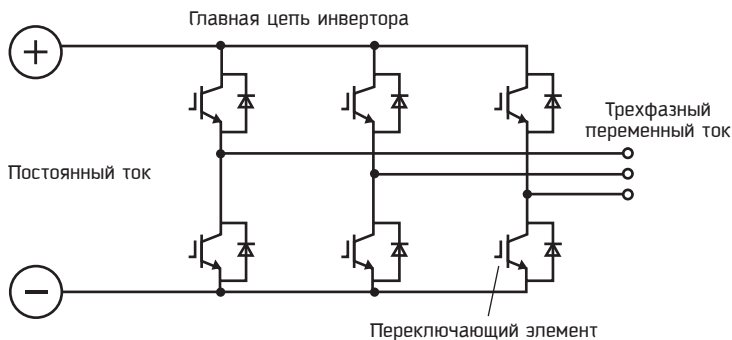 Главная цепь инвертора
Трехфазный
переменный ток
Постоянный ток
Переключающий элемент